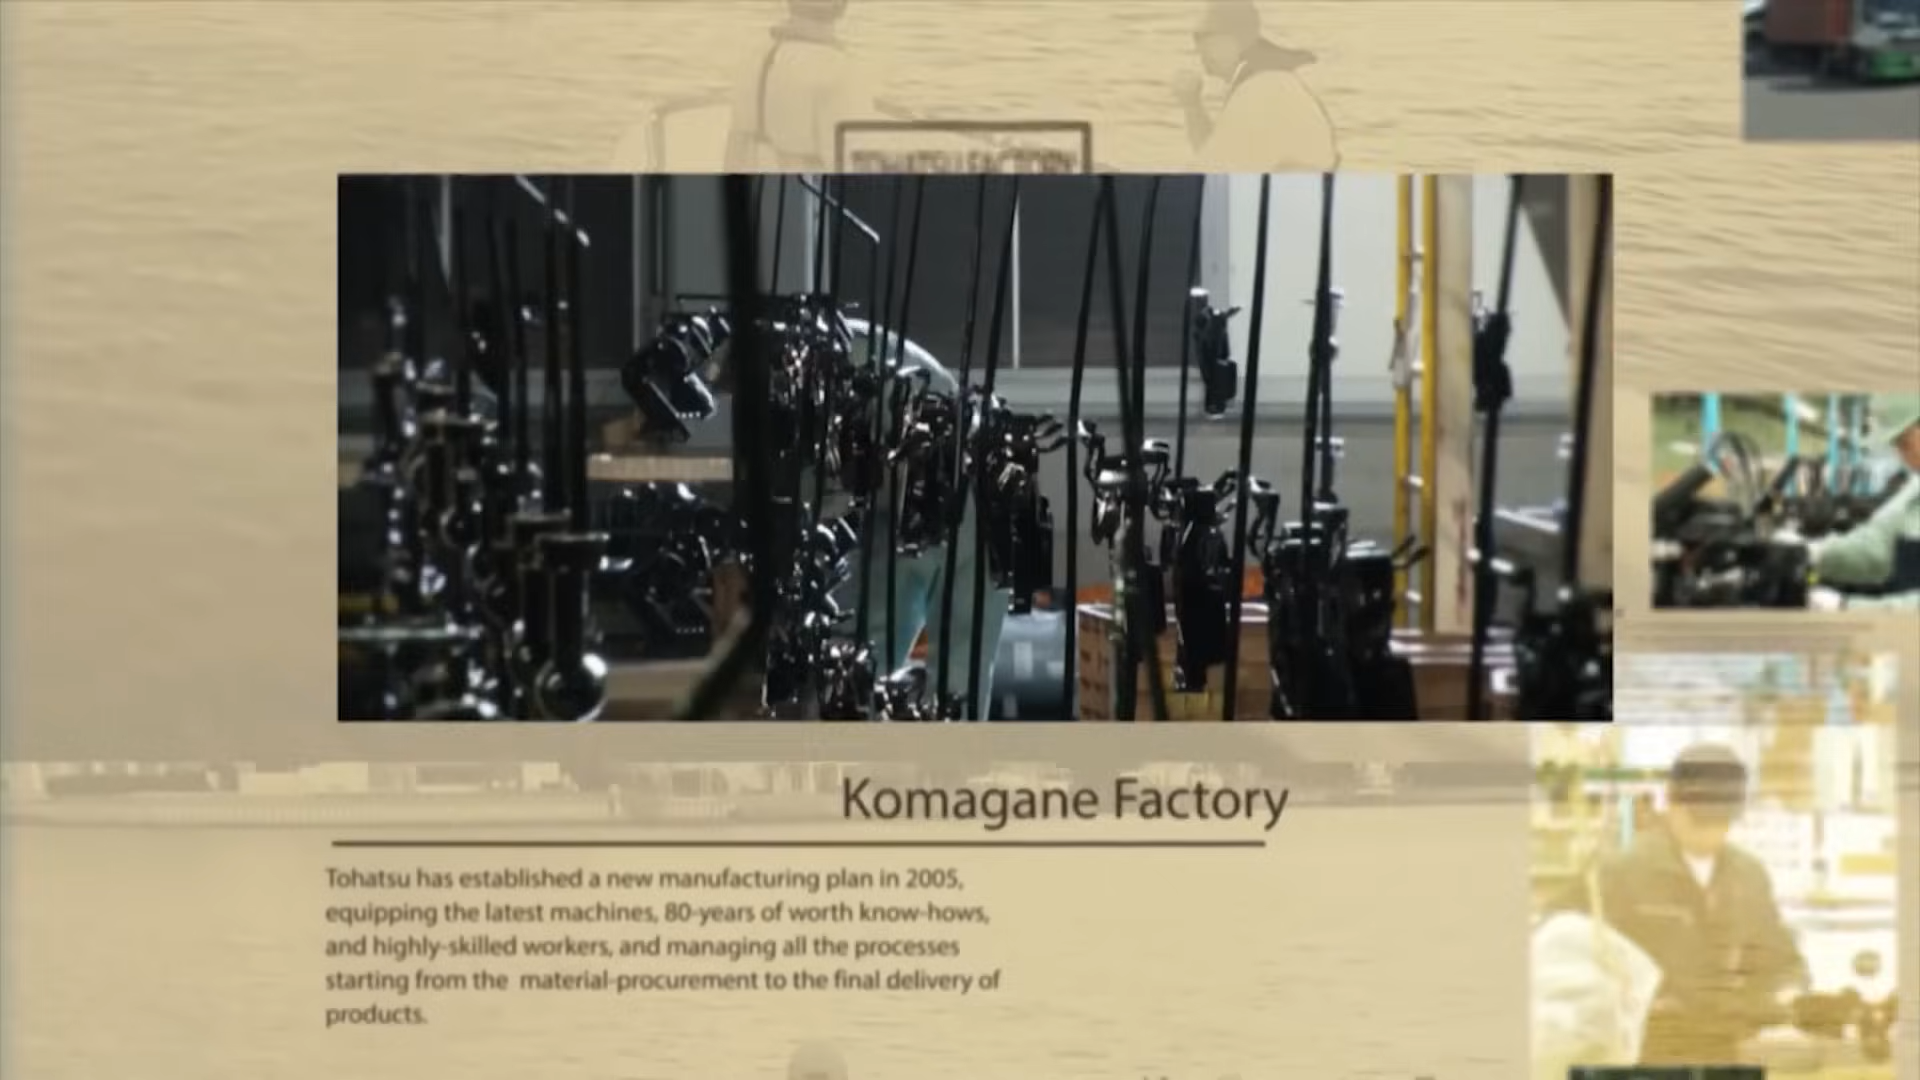 TOHATSU FACTORY
Komagane Factory
Tohatsu has established a new manufacturing plan in 2005,
equipping the latest machines, 80-years of worth know-hows,
and highly-skilled workers, and managing all the processes
starting from the material-procurement to the final delivery of
products.